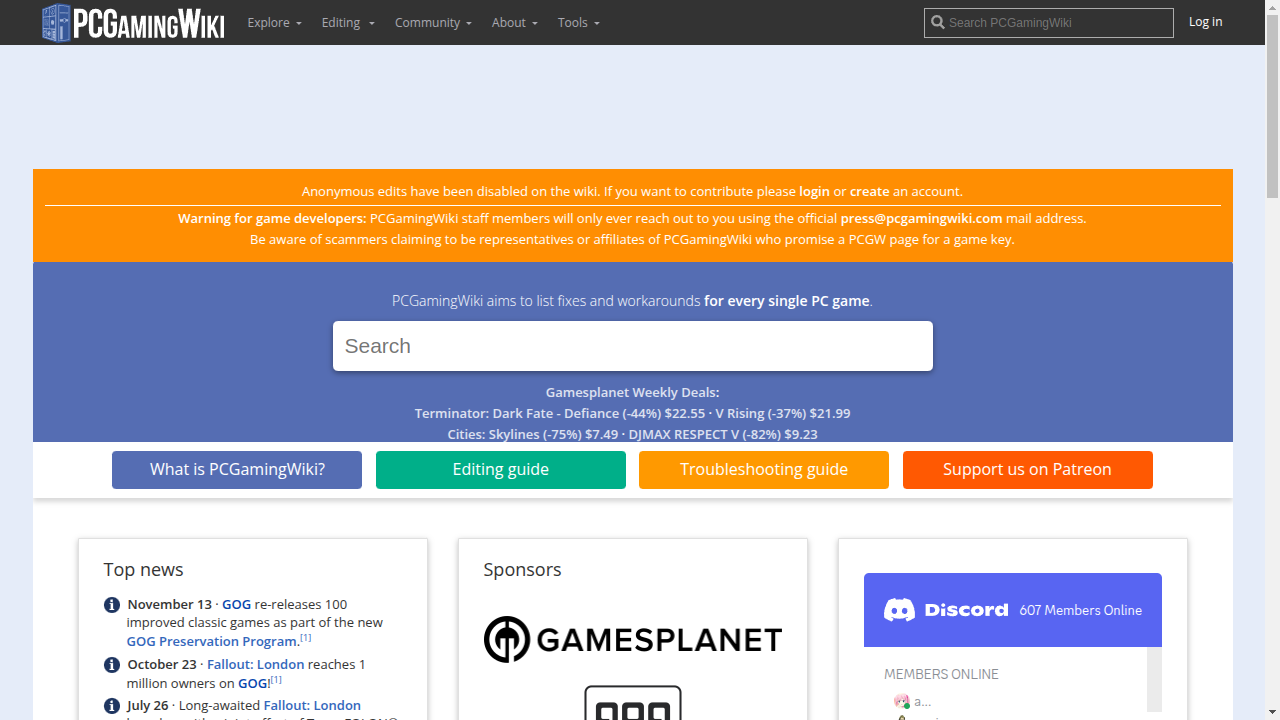 PCGAMINGWIKI
Explore
Editing
Community
About
Tools
Search PCGamingWiki
Log in
Anonymous edits have been disabled on the wiki. If you want to contribute please login or create an account.
Warning for game developers: PCGamingWiki staff members will only ever reach out to you using the official press@pcgamingwiki.com mail address.
Be aware of scammers claiming to be representatives or affiliates of PCGamingWiki who promise a PCGW page for a game key.
PCGamingWiki aims to list fixes and workarounds for every single PC game.
Search
Gamesplanet Weekly Deals:
Terminator: Dark Fate - Defiance (-44%) $22.55 · V Rising (-37%) $21.99
Cities: Skylines (-75%) $7.49 · DJMAX RESPECT V (-82%) $9.23
What is PCGamingWiki?
Editing guide
Troubleshooting guide
Support us on Patreon
Top news
November 13 · GOG re-releases 100
improved classic games as part of the new
GOG Preservation Program.[1]
October 23 · Fallout: London reaches 1
million owners on GOG![1]
July 26 · Long-awaited Fallout: London
Sponsors
GAMESPLANET
Discord
607 Members Online
MEMBERS ONLINE
a...